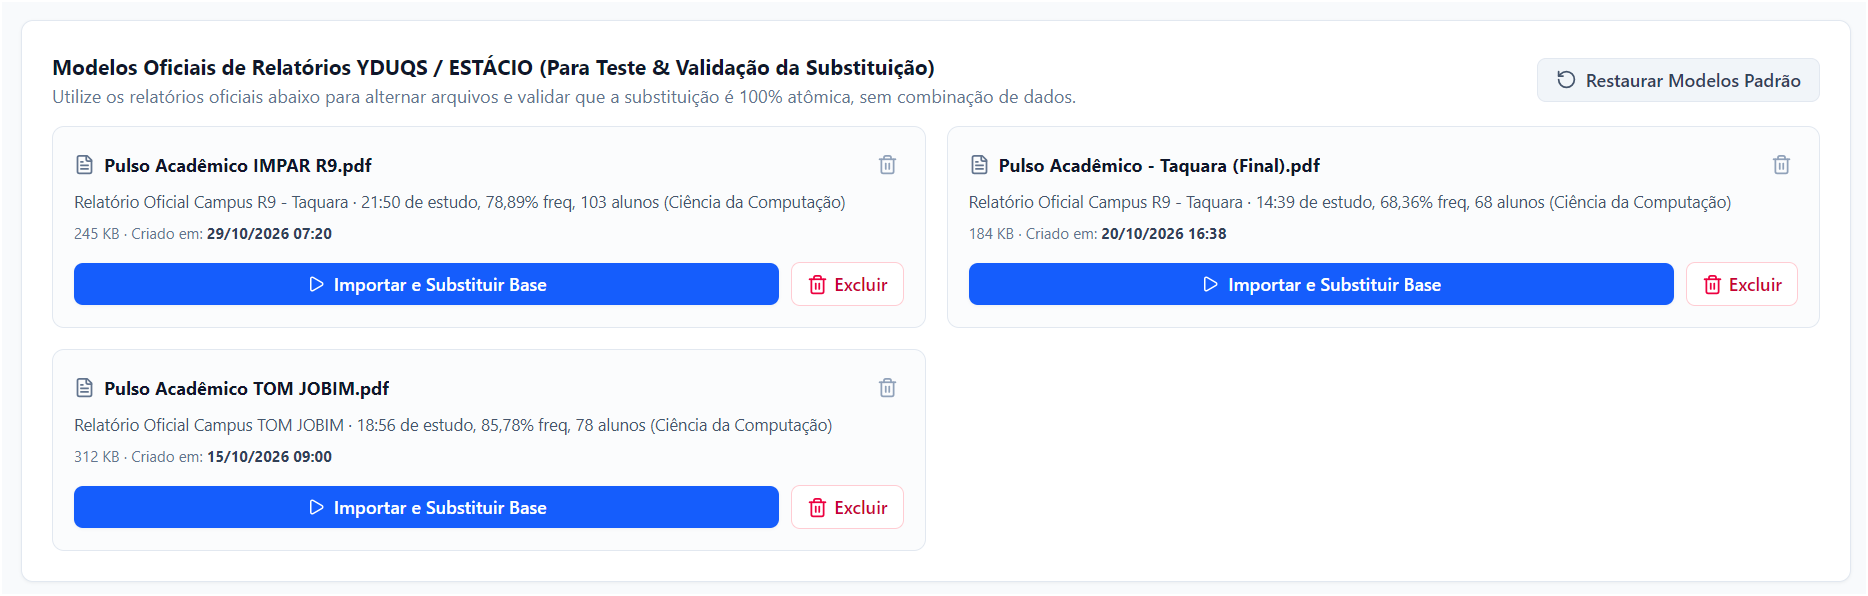 Modelos Oficiais de Relatórios YDUQS / ESTÁCIO (Para Teste & Validação da Substituição)
Utilize os relatórios oficiais abaixo para alternar arquivos e validar que a substituição é 100% atômica, sem combinação de dados.
Restaurar Modelos Padrão
Pulso Acadêmico IMPAR R9.pdf
Relatório Oficial Campus R9 - Taquara · 21:50 de estudo, 78,89% freq, 103 alunos (Ciência da Computação)
245 KB · Criado em: 29/10/2026 07:20
Importar e Substituir Base
Excluir
Pulso Acadêmico - Taquara (Final).pdf
Relatório Oficial Campus R9 - Taquara · 14:39 de estudo, 68,36% freq, 68 alunos (Ciência da Computação)
184 KB · Criado em: 20/10/2026 16:38
Importar e Substituir Base
Excluir
Pulso Acadêmico TOM JOBIM.pdf
Relatório Oficial Campus TOM JOBIM · 18:56 de estudo, 85,78% freq, 78 alunos (Ciência da Computação)
312 KB · Criado em: 15/10/2026 09:00
Importar e Substituir Base
Excluir